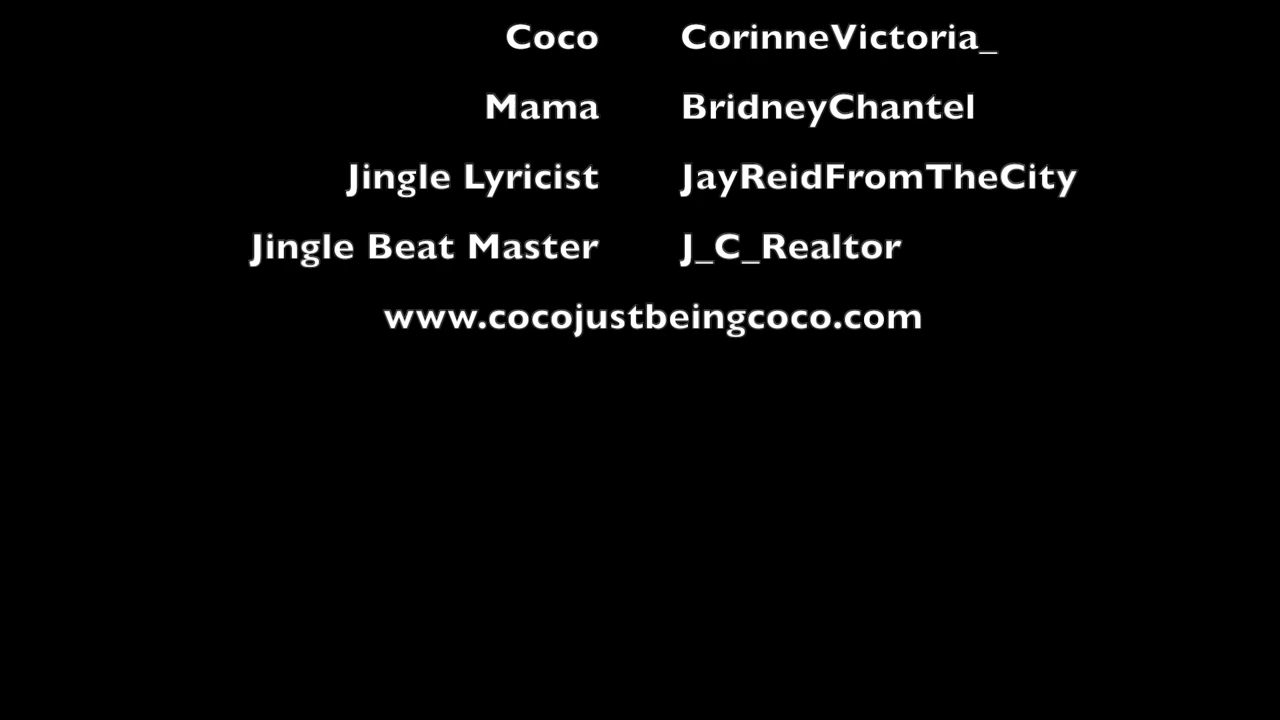 Coco CorinneVictoria_
Mama BridneyChantel
Jingle Lyricist JayReidFromTheCity
Jingle Beat Master J_C_Realtor
www.cocojustbeingcoco.com